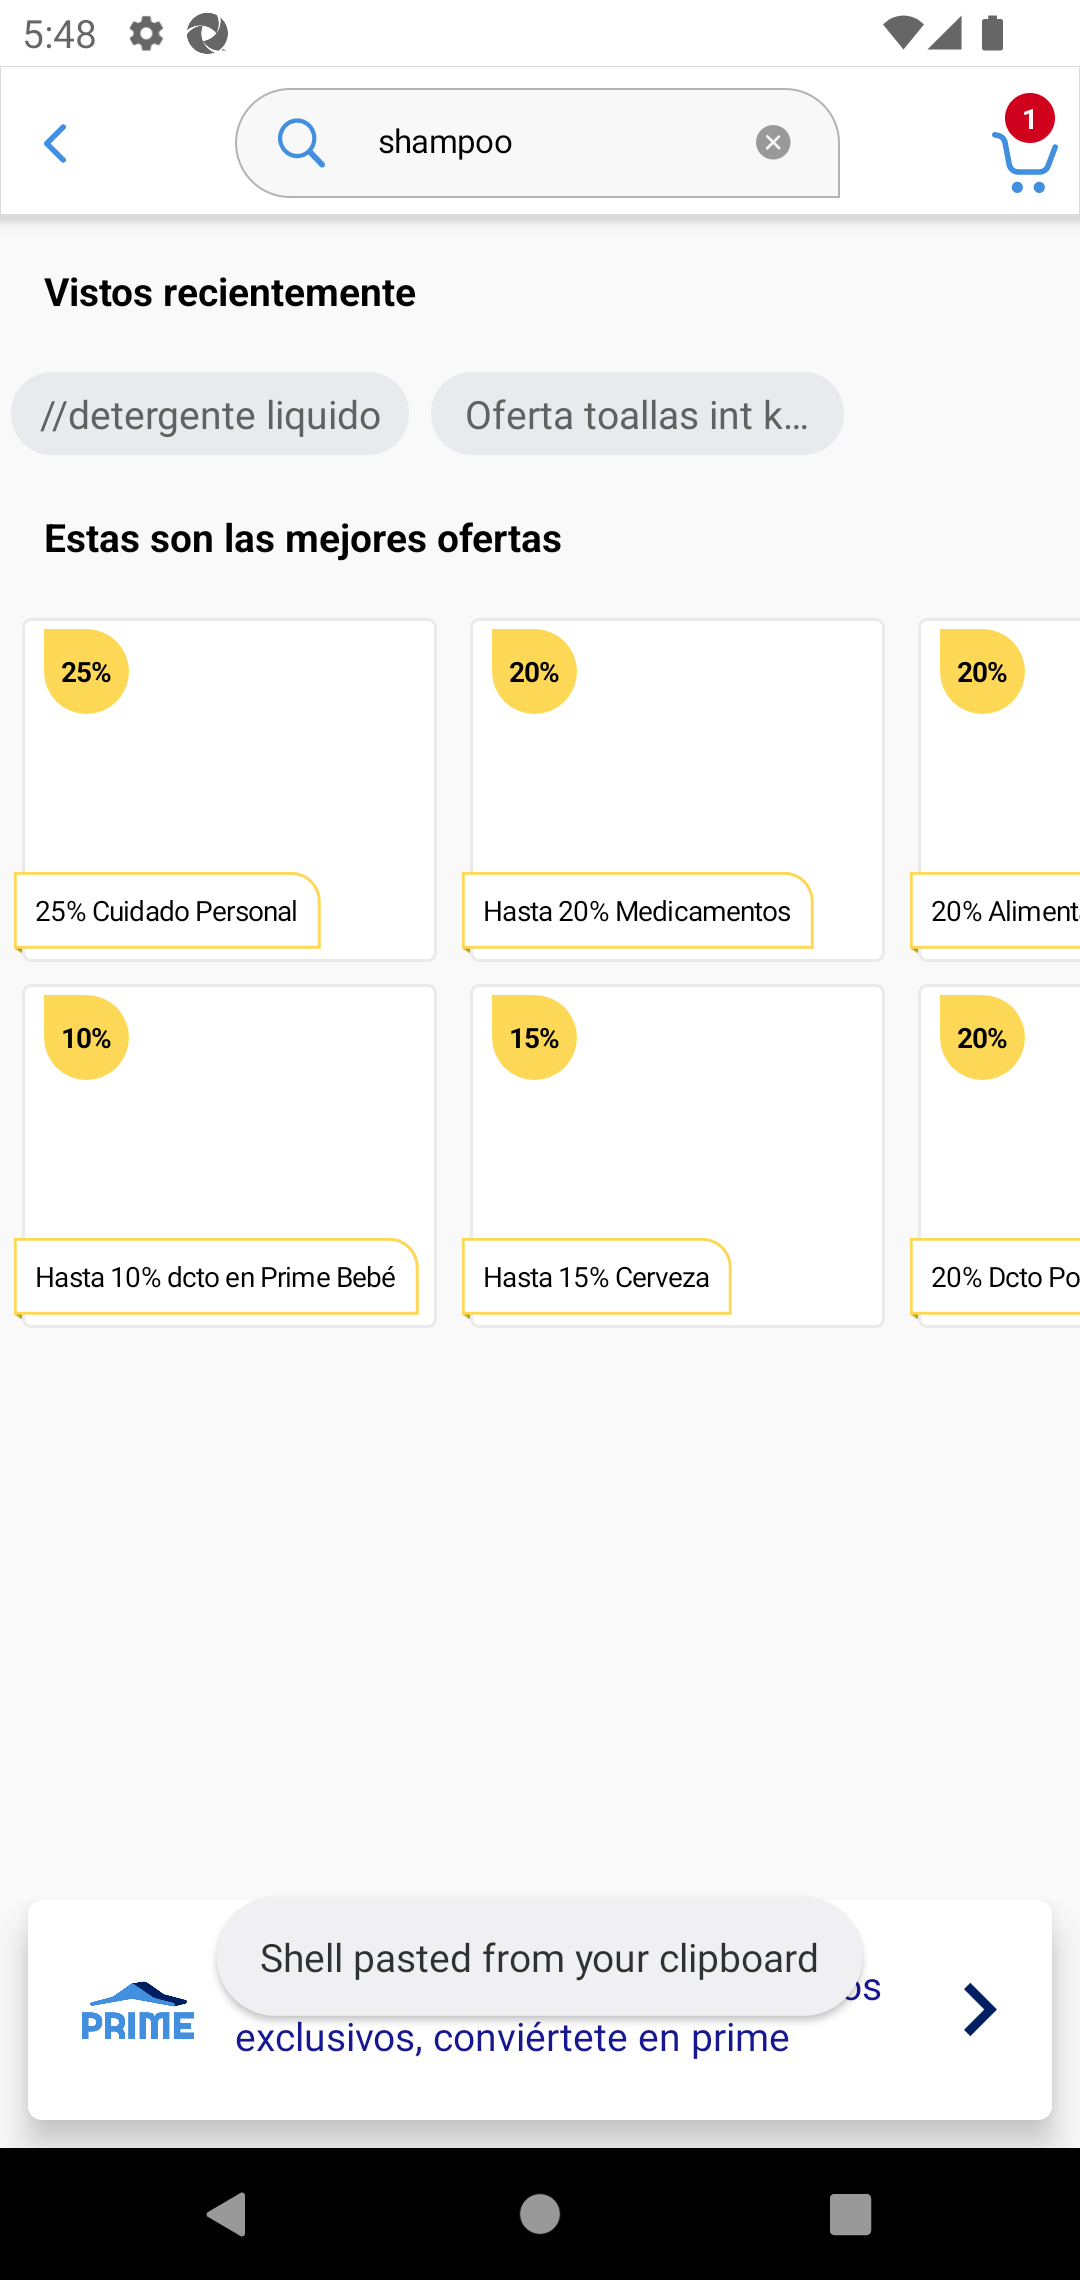 5:48
shampoo
1
Vistos recientemente
//detergente liquido
Oferta toallas int k...
Estas son las mejores ofertas
25%
20%
20%
25% Cuidado Personal
Hasta 20% Medicamentos
20% Aliment
10%
15%
20%
Hasta 10% dcto en Prime Bebé
Hasta 15% Cerveza
20% Dcto Po
Shell pasted from your clipboard
PRIME
os
exclusivos, conviértete en prime